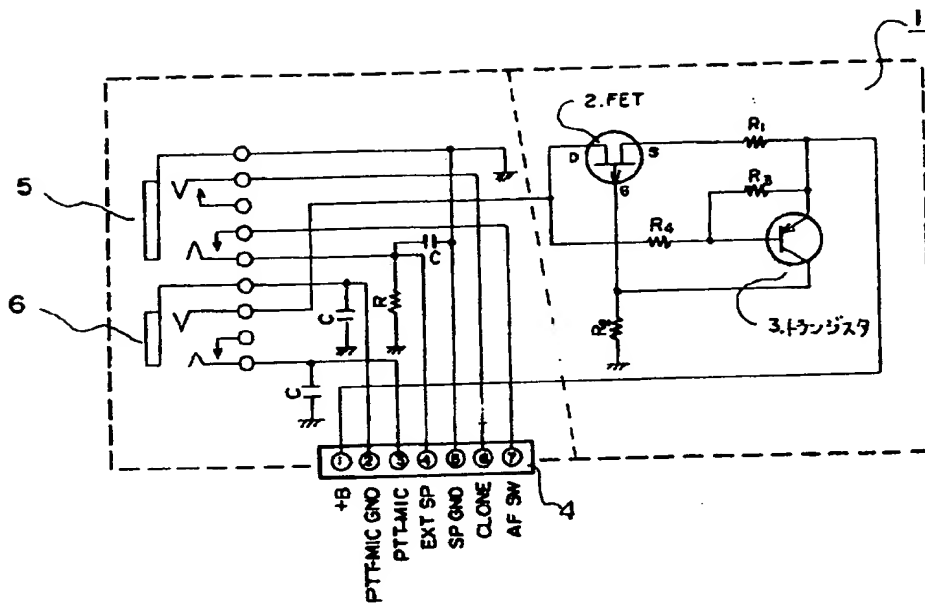 1
2.FET
R1
D
S
G
R3
5
R4
C
6
C
R
R2
3.トランジスタ
C
① ② ③ ④ ⑤ ⑥ ⑦
4
+B
PTT-MIC GND
PTT-MIC
EXT SP
SP GND
CLONE
AF SW